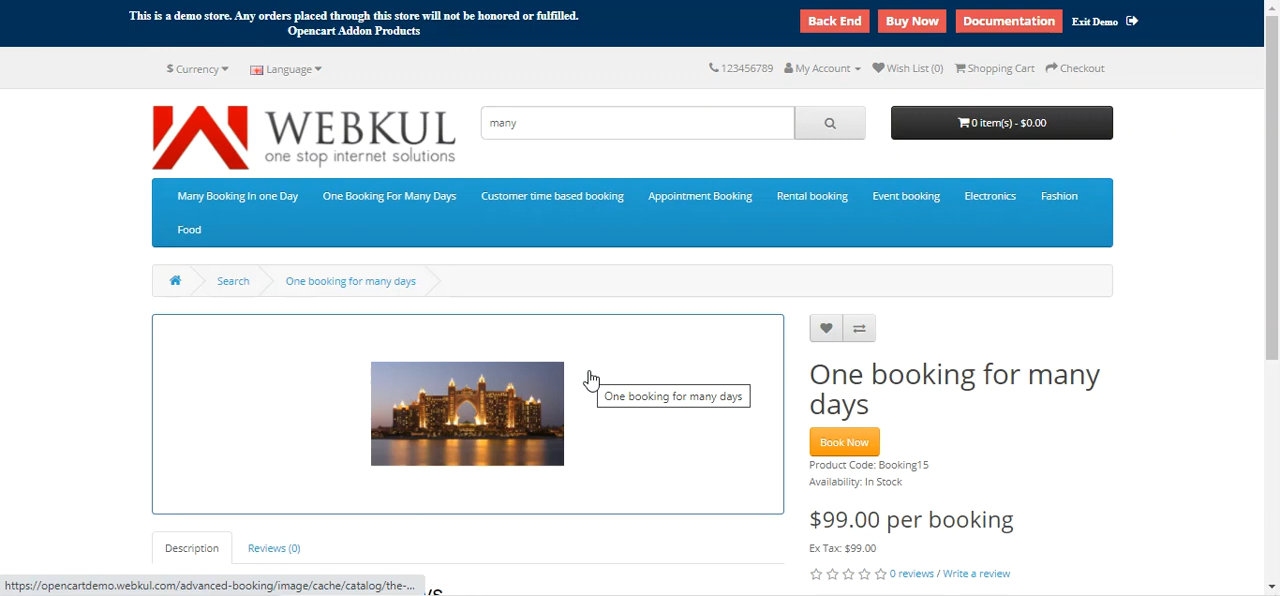 This is a demo store. Any orders placed through this store will not be honored or fulfilled.
Opencart Addon Products
Back End
Buy Now
Documentation
Exit Demo
$ Currency
Language
123456789
My Account
Wish List (0)
Shopping Cart
Checkout
WEBKUL
one stop internet solutions
many
0 item(s) - $0.00
Many Booking In one Day
One Booking For Many Days
Customer time based booking
Appointment Booking
Rental booking
Event booking
Electronics
Fashion
Food
Search
One booking for many days
One booking for many days
One booking for many
days
Book Now
Product Code: Booking15
Availability: In Stock
$99.00 per booking
Ex Tax: $99.00
0 reviews / Write a review
Description
Reviews (0)
https://opencartdemo.webkul.com/advanced-booking/image/cache/catalog/the-...